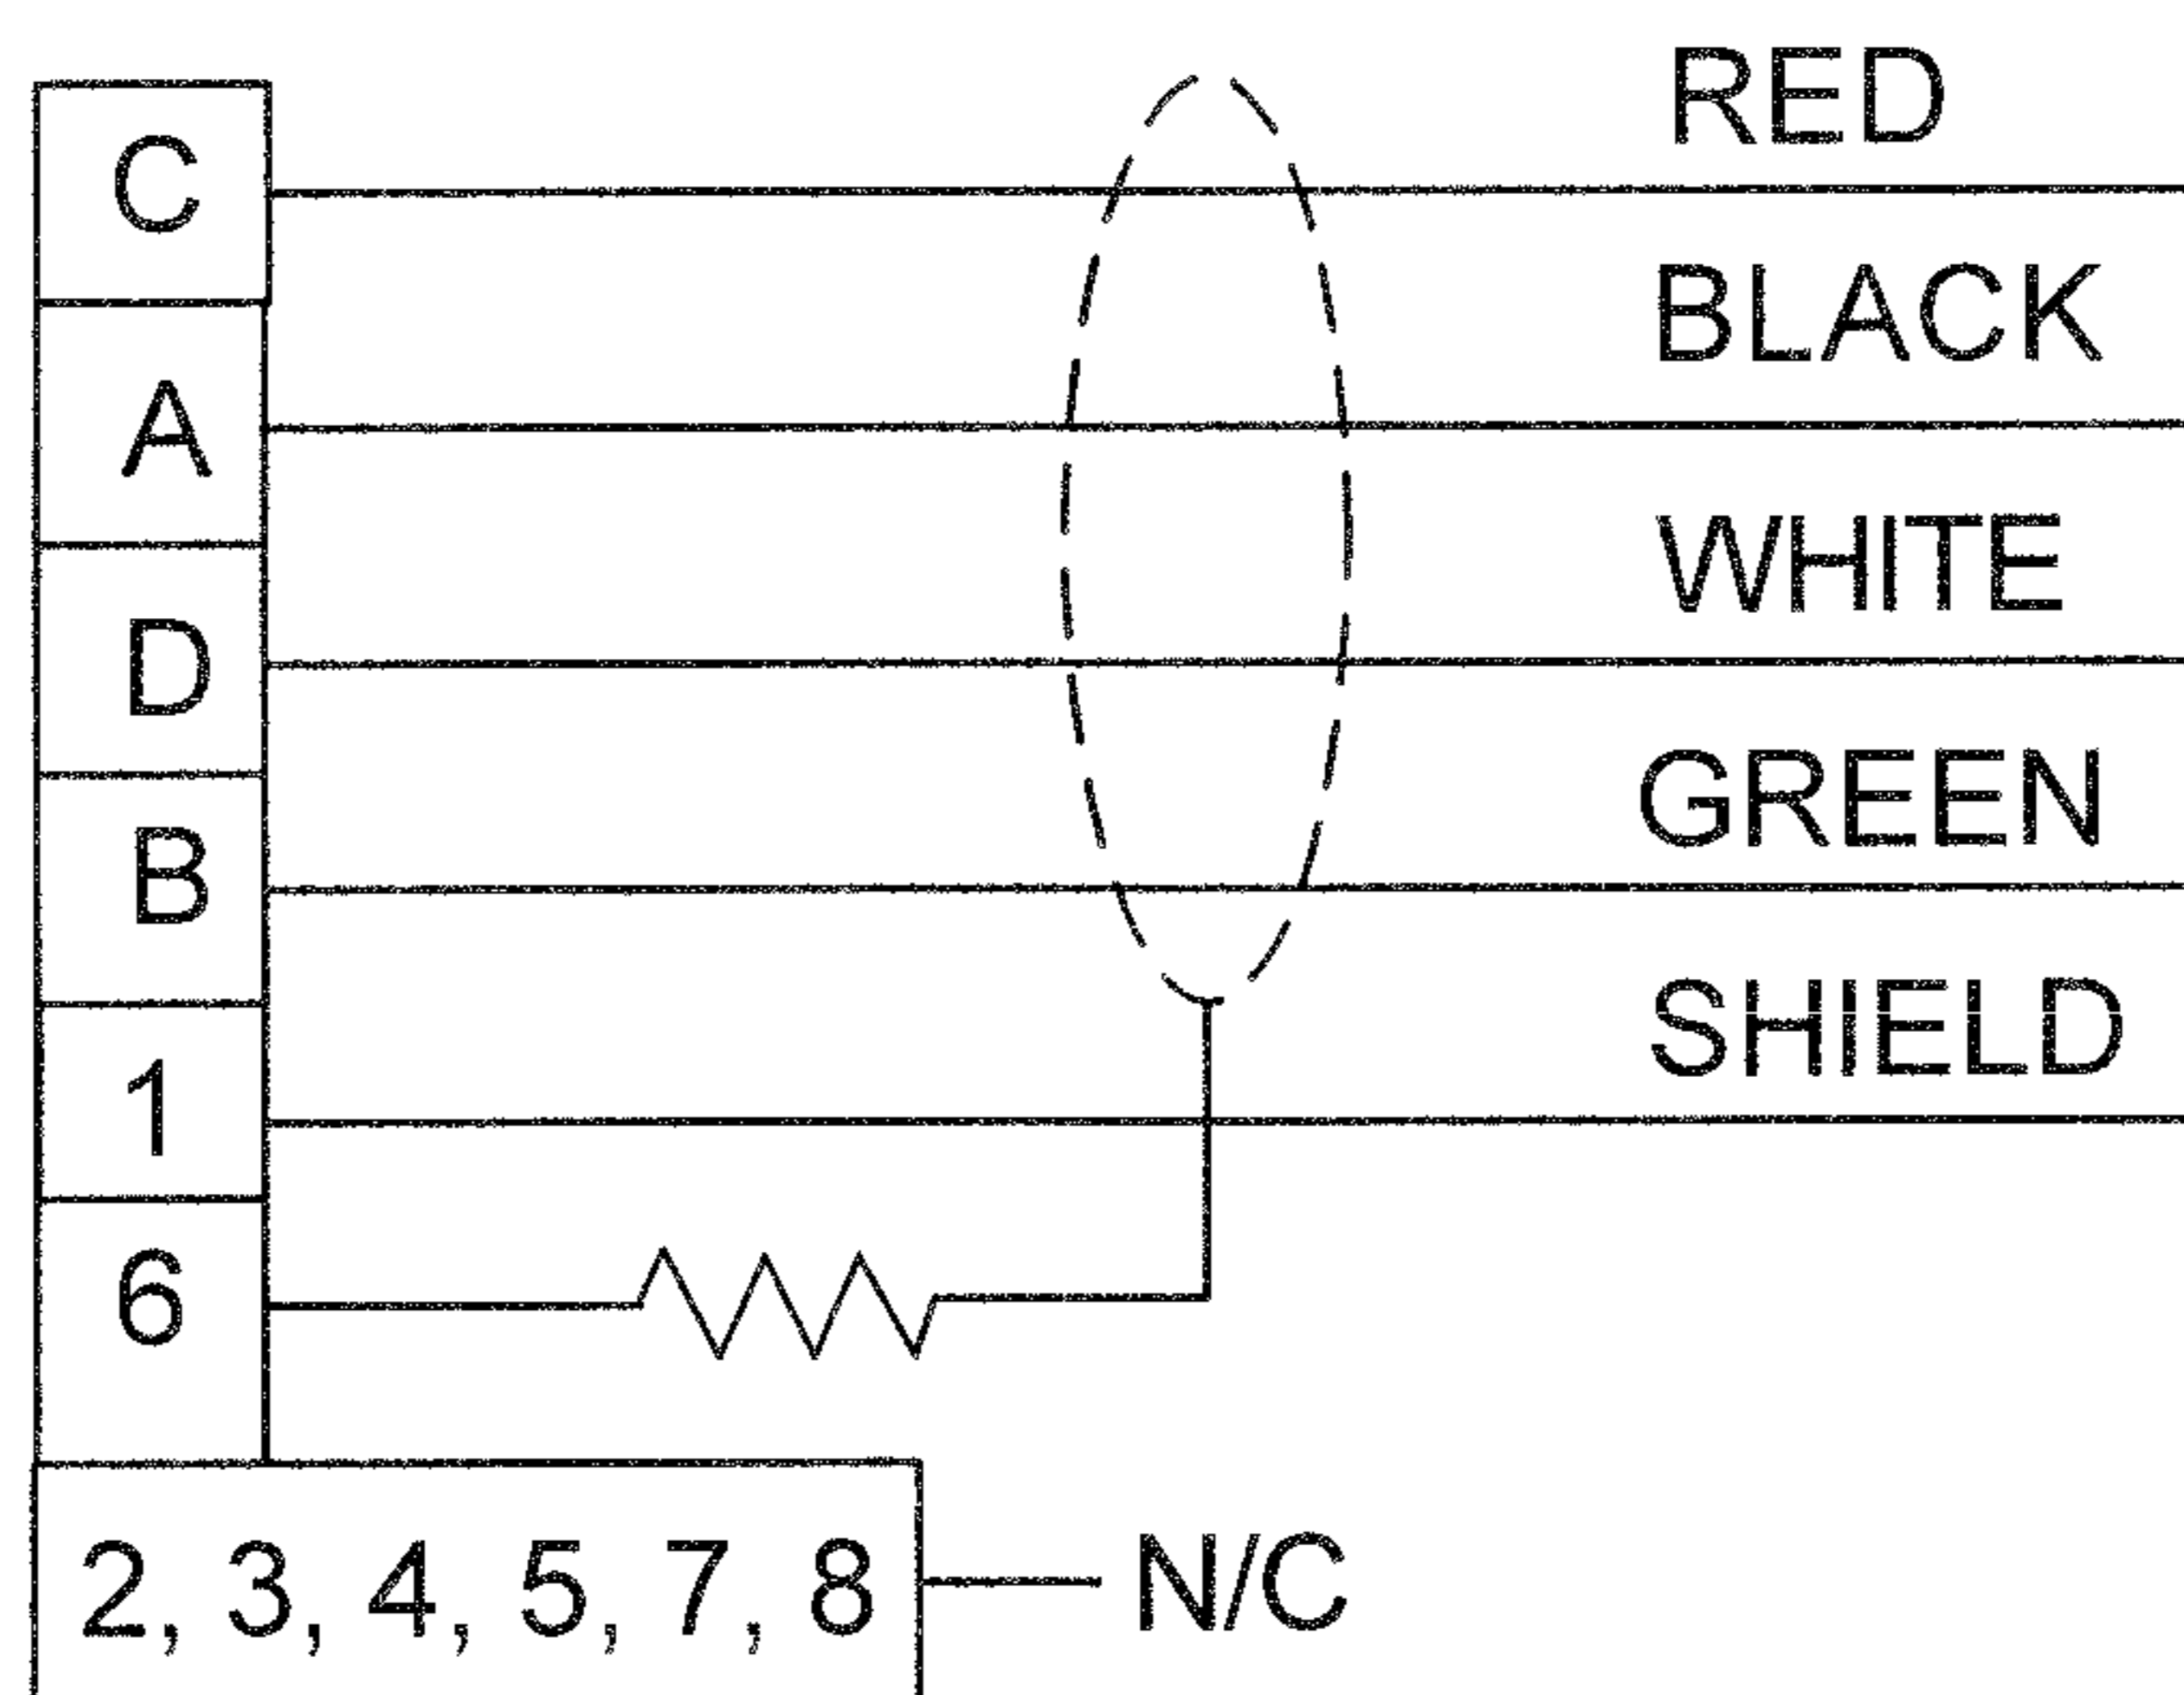 RED
C
BLACK
A
WHITE
D
GREEN
B
SHIELD
1
6
2, 3, 4, 5, 7, 8
N/C